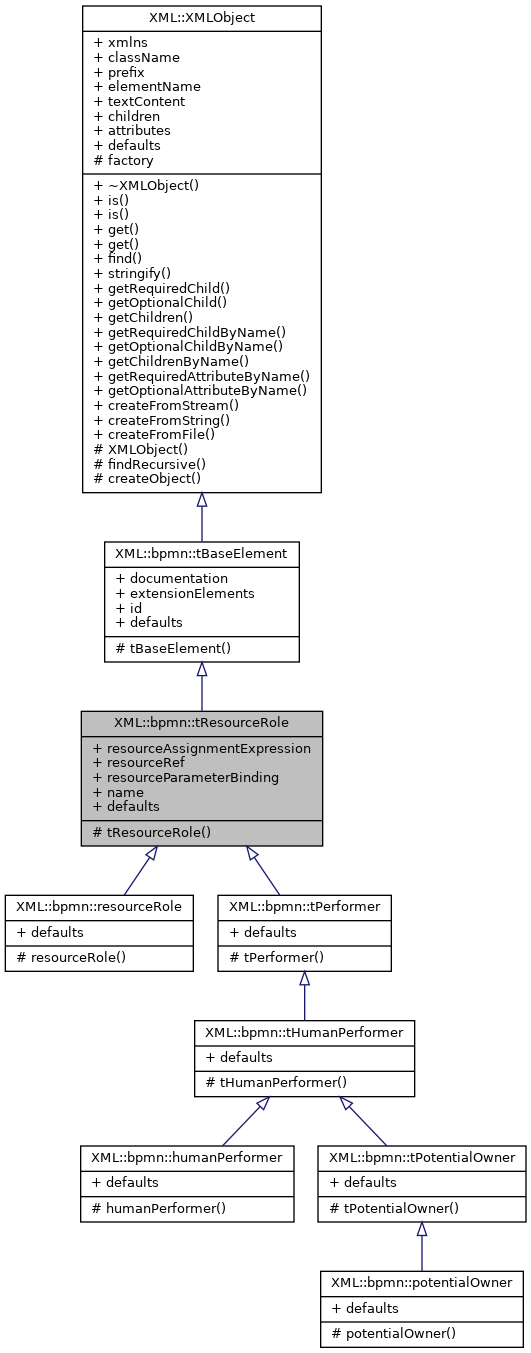 XML::XMLObject
+ xmlns
+ className
+ prefix
+ elementName
+ textContent
+ children
+ attributes
+ defaults
# factory
+ ~XMLObject()
+ is()
+ is()
+ get()
+ get()
+ find()
+ stringify()
+ getRequiredChild()
+ getOptionalChild()
+ getChildren()
+ getRequiredChildByName()
+ getOptionalChildByName()
+ getChildrenByName()
+ getRequiredAttributeByName()
+ getOptionalAttributeByName()
+ createFromStream()
+ createFromString()
+ createFromFile()
# XMLObject()
# findRecursive()
# createObject()
XML::bpmn::tBaseElement
+ documentation
+ extensionElements
+ id
+ defaults
# tBaseElement()
XML::bpmn::tResourceRole
+ resourceAssignmentExpression
+ resourceRef
+ resourceParameterBinding
+ name
+ defaults
# tResourceRole()
XML::bpmn::resourceRole
+ defaults
# resourceRole()
XML::bpmn::tPerformer
+ defaults
# tPerformer()
XML::bpmn::tHumanPerformer
+ defaults
# tHumanPerformer()
XML::bpmn::humanPerformer
+ defaults
# humanPerformer()
XML::bpmn::tPotentialOwner
+ defaults
# tPotentialOwner()
XML::bpmn::potentialOwner
+ defaults
# potentialOwner()